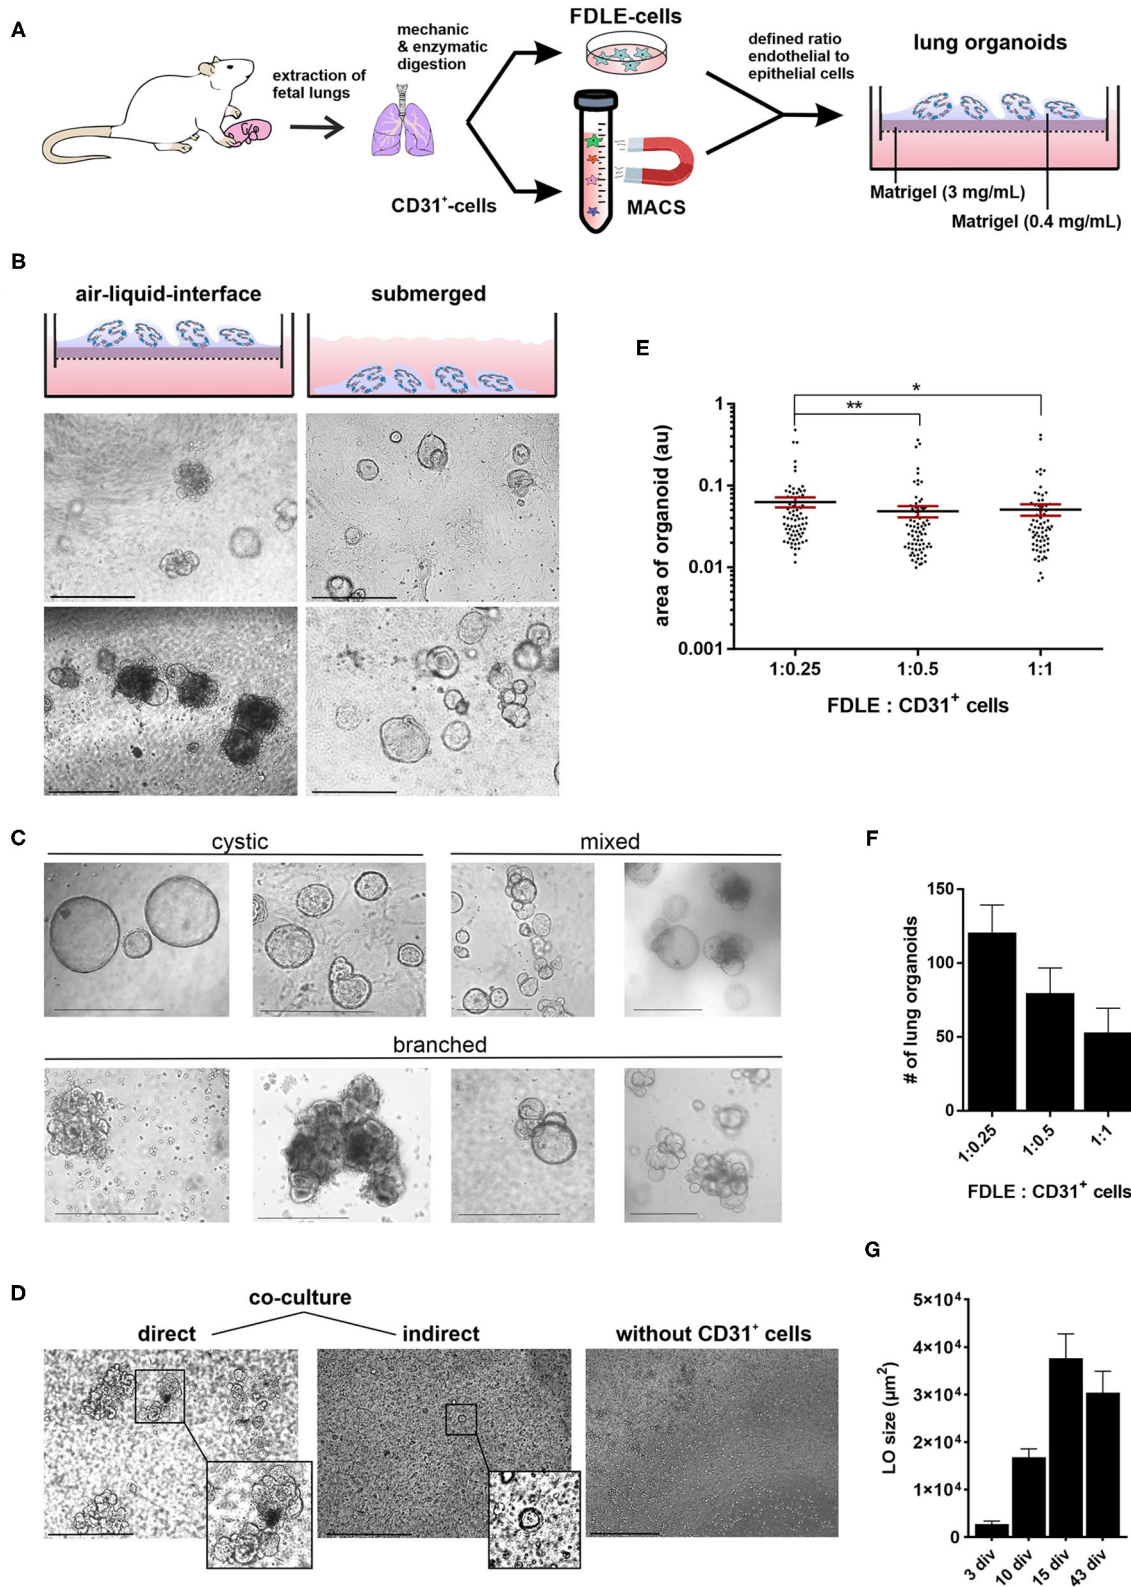 A
extraction of
fetal lungs
mechanic
& enzymatic
digestion
CD31⁺-cells
FDLE-cells
MACS
defined ratio
endothelial to
epithelial cells
lung organoids
Matrigel (3 mg/mL)
Matrigel (0.4 mg/mL)
B
air-liquid-interface
submerged
E
area of organoid (au)
1
0.1
0.01
0.001
*
**
1:0.25
1:0.5
1:1
FDLE : CD31⁺ cells
C
cystic
mixed
branched
F
# of lung organoids
150
100
50
0
1:0.25
1:0.5
1:1
FDLE : CD31⁺ cells
D
co-culture
direct
indirect
without CD31⁺ cells
G
LO size (µm²)
5×10⁴
4×10⁴
3×10⁴
2×10⁴
1×10⁴
0
3 div
10 div
15 div
43 div